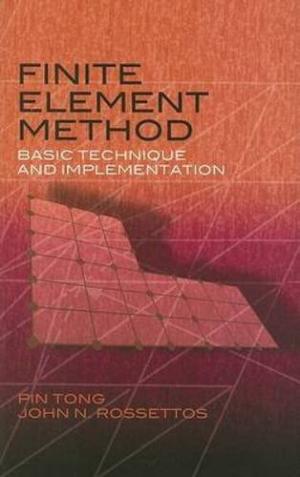 FINITE
ELEMENT
METHOD
BASIC TECHNIQUE
AND IMPLEMENTATION
PIN TONG
JOHN N. ROSSETTOS